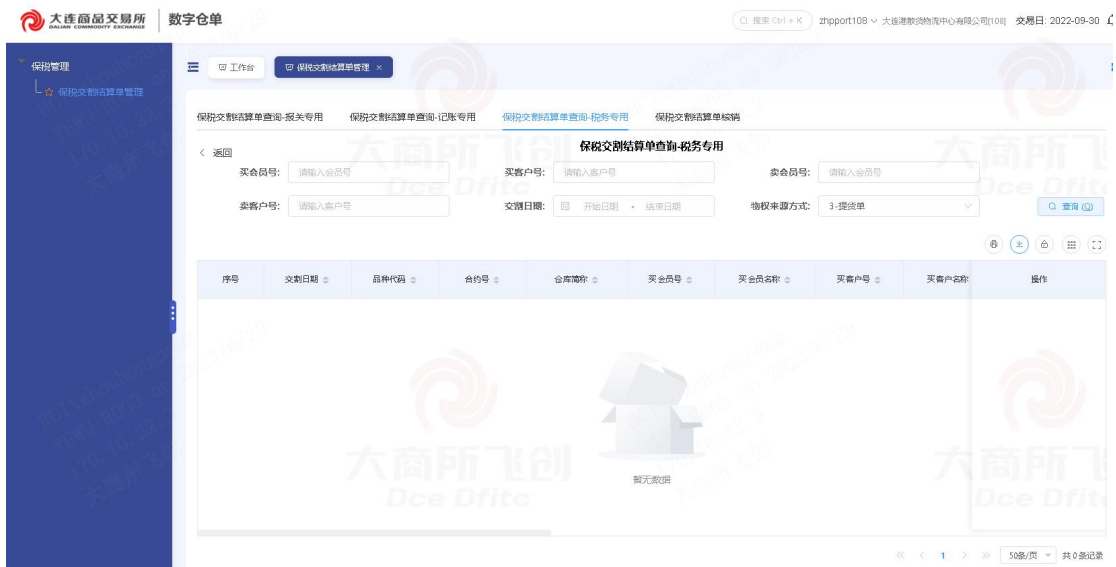 大连商品交易所 数字仓单 搜索 Ctrl + K zhpport108 大连港散货物流中心有限公司[108] 交易日: 2022-09-30
DALIAN COMMODITY EXCHANGE
保税管理 工作台 保税交割结算单管理 ×
保税交割结算单管理
保税交割结算单查询-报关专用 保税交割结算单查询-记账专用 保税交割结算单查询-税务专用 保税交割结算单核销
< 返回 保税交割结算单查询-税务专用
买会员号: 请输入会员号 买客户号: 请输入客户号 卖会员号: 请输入会员号
卖客户号: 请输入客户号 交割日期: 开始日期 - 结束日期 物权来源方式: 3-提货单 查询 (Q)
序号 交割日期 品种代码 合约号 仓库简称 买会员号 买会员名称 买客户号 买客户名称 操作
暂无数据
大商所飞创
Dce Dfitc
1 50条/页 共 0 条记录